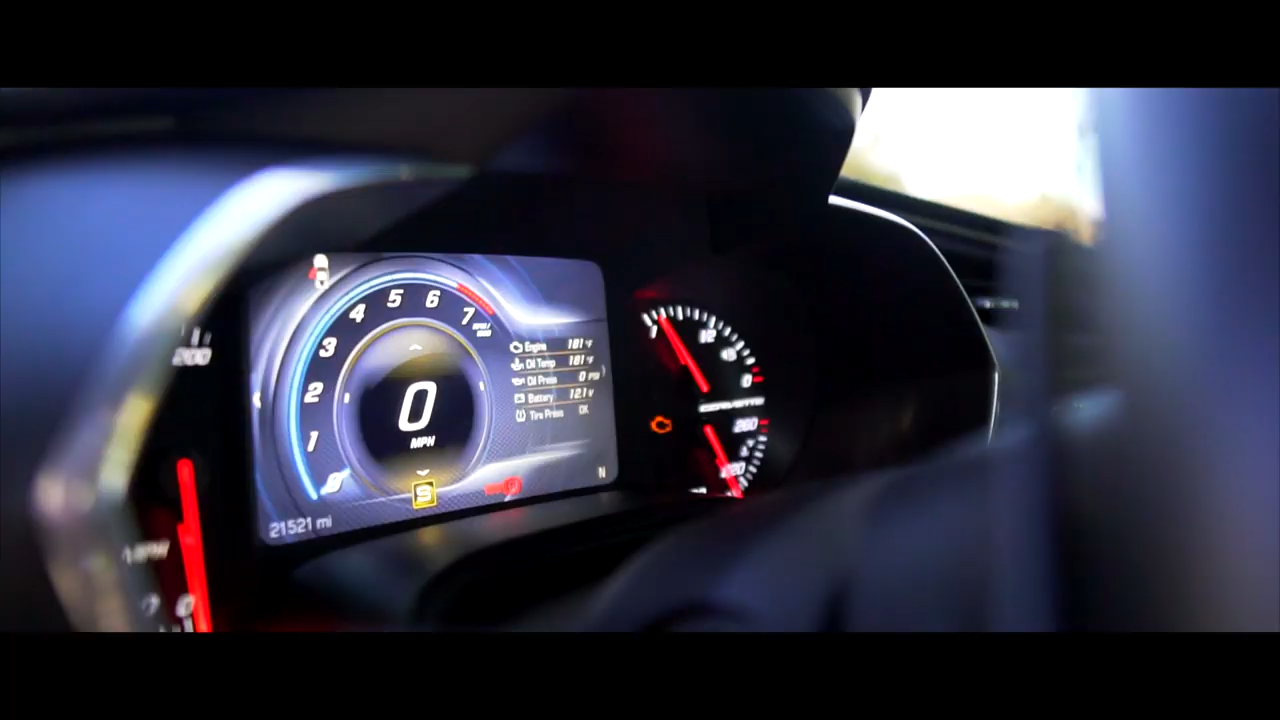 200
5 6
4 7
3
2
1
0
MPH
S
21521 mi
Engine 181 °F
Oil Temp 181 °F
Oil Press 0 PSI
Battery 12.1 V
Tire Press OK
N
12
0
CORVETTE
260